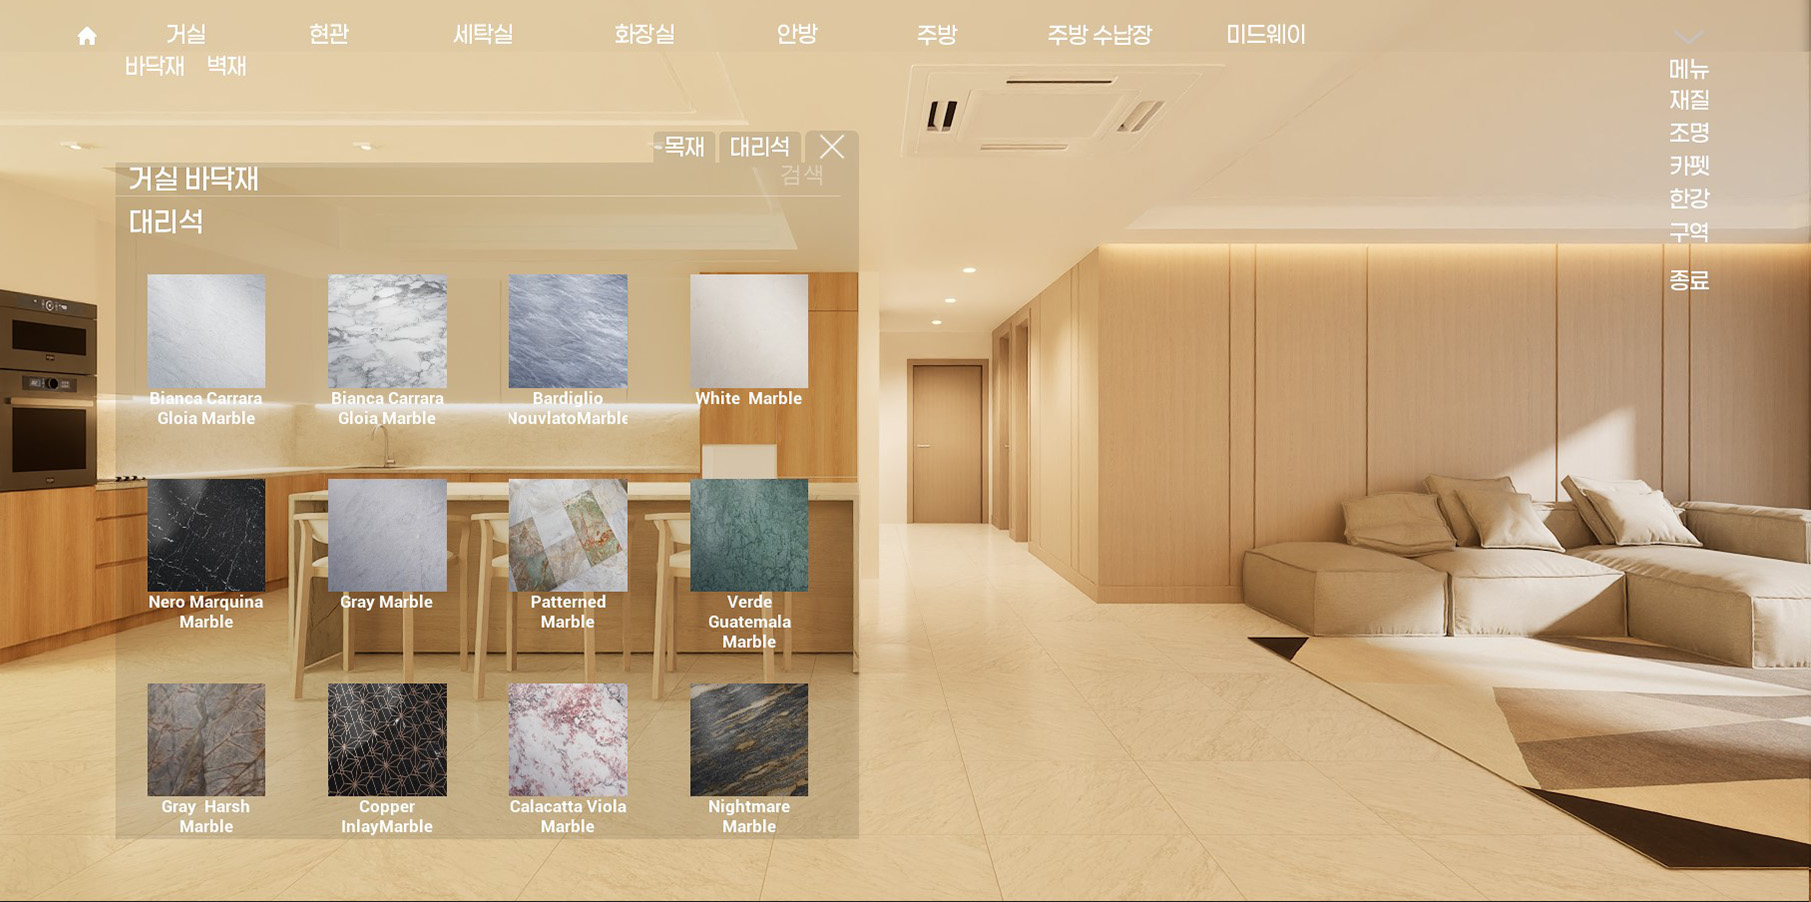 거실 현관 세탁실 화장실 안방 주방 주방 수납장 미드웨이
바닥재 벽재
메뉴
재질
조명
카펫
한강
구역
종료
목재 대리석
거실 바닥재 검색
대리석
Bianca Carrara Gloia Marble
Bianca Carrara Gloia Marble
Bardiglio NouvlatoMarble
White Marble
Nero Marquina Marble
Gray Marble
Patterned Marble
Verde Guatemala Marble
Gray Harsh Marble
Copper InlayMarble
Calacatta Viola Marble
Nightmare Marble